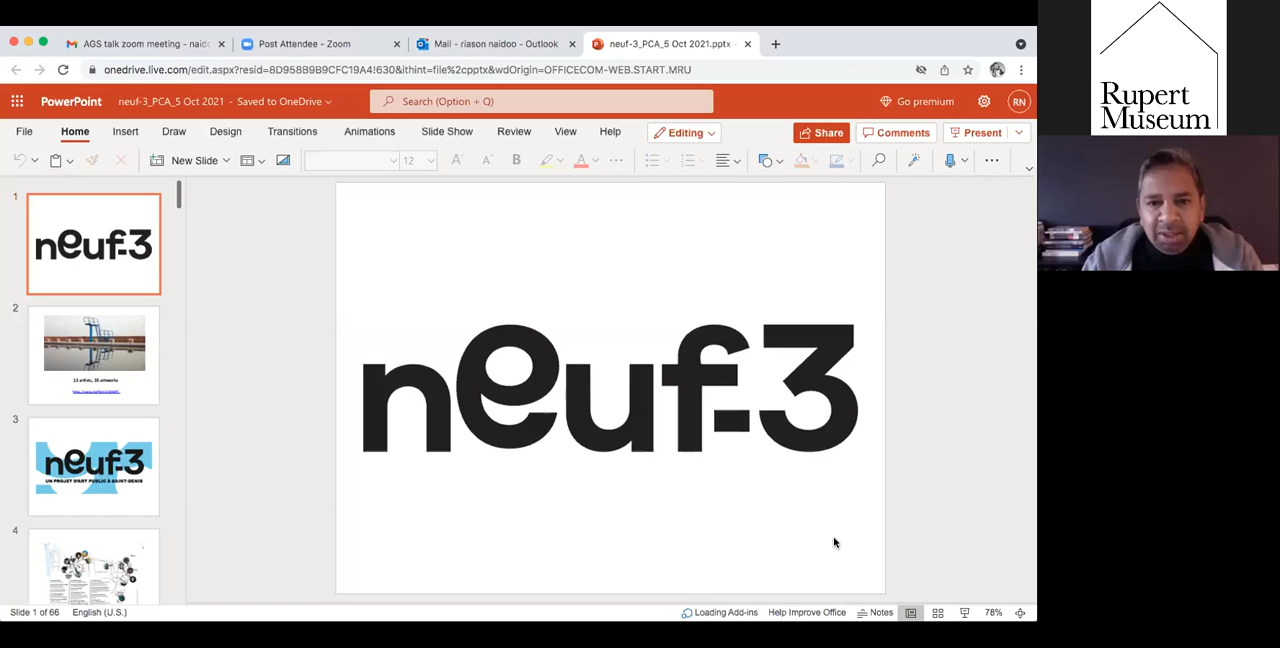 AGS talk zoom meeting - naid
Post Attendee - Zoom
Mail - riason naidoo - Outlook
neuf-3_PCA_5 Oct 2021.pptx -
onedrive.live.com/edit.aspx?resid=8D958B9B9CFC19A4!630&ithint=file%2cpptx&wdOrigin=OFFICECOM-WEB.START.MRU
PowerPoint
neuf-3_PCA_5 Oct 2021 - Saved to OneDrive
Search (Option + Q)
Go premium
RN
File
Home
Insert
Draw
Design
Transitions
Animations
Slide Show
Review
View
Help
Editing
Share
Comments
Present
New Slide
12
A
A
B
A
1
neuf-3
2
13 artists, 35 artworks
3
neuf-3
UN PROJET D'ART PUBLIC À SAINT-DENIS
4
neuf-3
Slide 1 of 66
English (U.S.)
Loading Add-ins
Help Improve Office
Notes
78%
Rupert
Museum